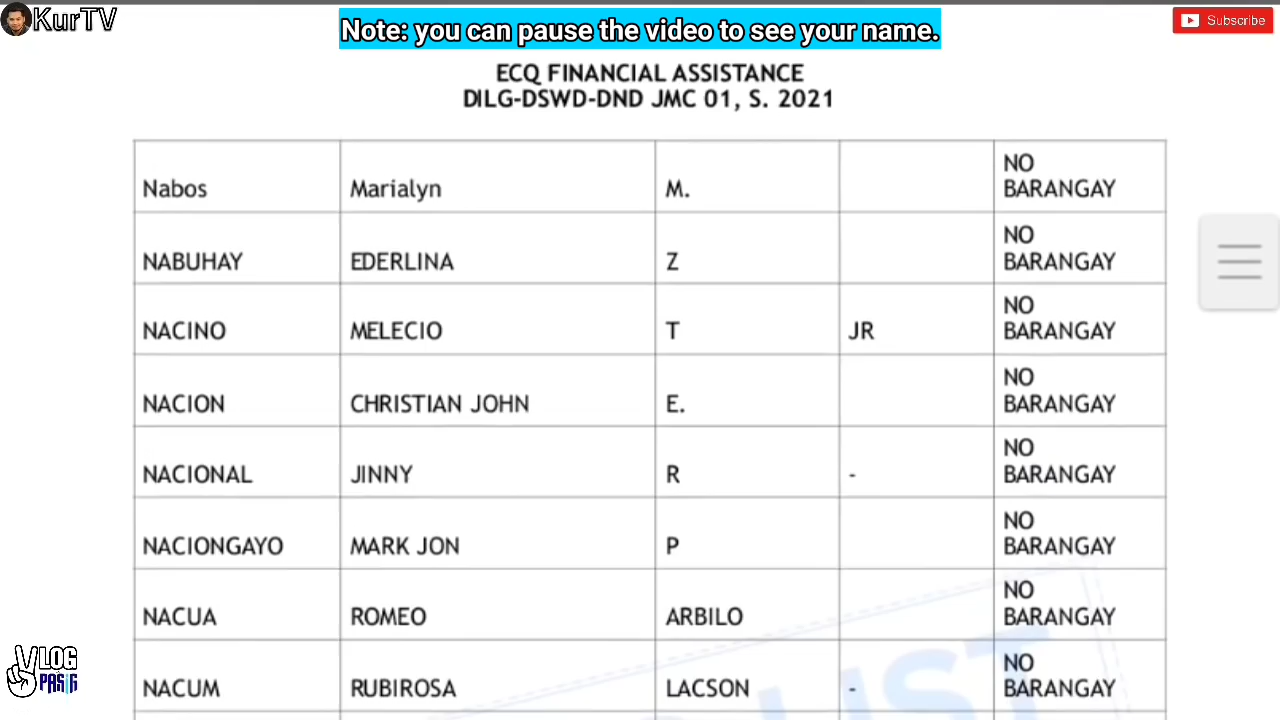 KurTV
Note: you can pause the video to see your name.
Subscribe
ECQ FINANCIAL ASSISTANCE
DILG-DSWD-DND JMC 01, S. 2021
Nabos Marialyn M. NO BARANGAY
NABUHAY EDERLINA Z NO BARANGAY
NACINO MELECIO T JR NO BARANGAY
NACION CHRISTIAN JOHN E. NO BARANGAY
NACIONAL JINNY R - NO BARANGAY
NACIONGAYO MARK JON P NO BARANGAY
NACUA ROMEO ARBILO NO BARANGAY
NACUM RUBIROSA LACSON - NO BARANGAY
VLOG
PASIG